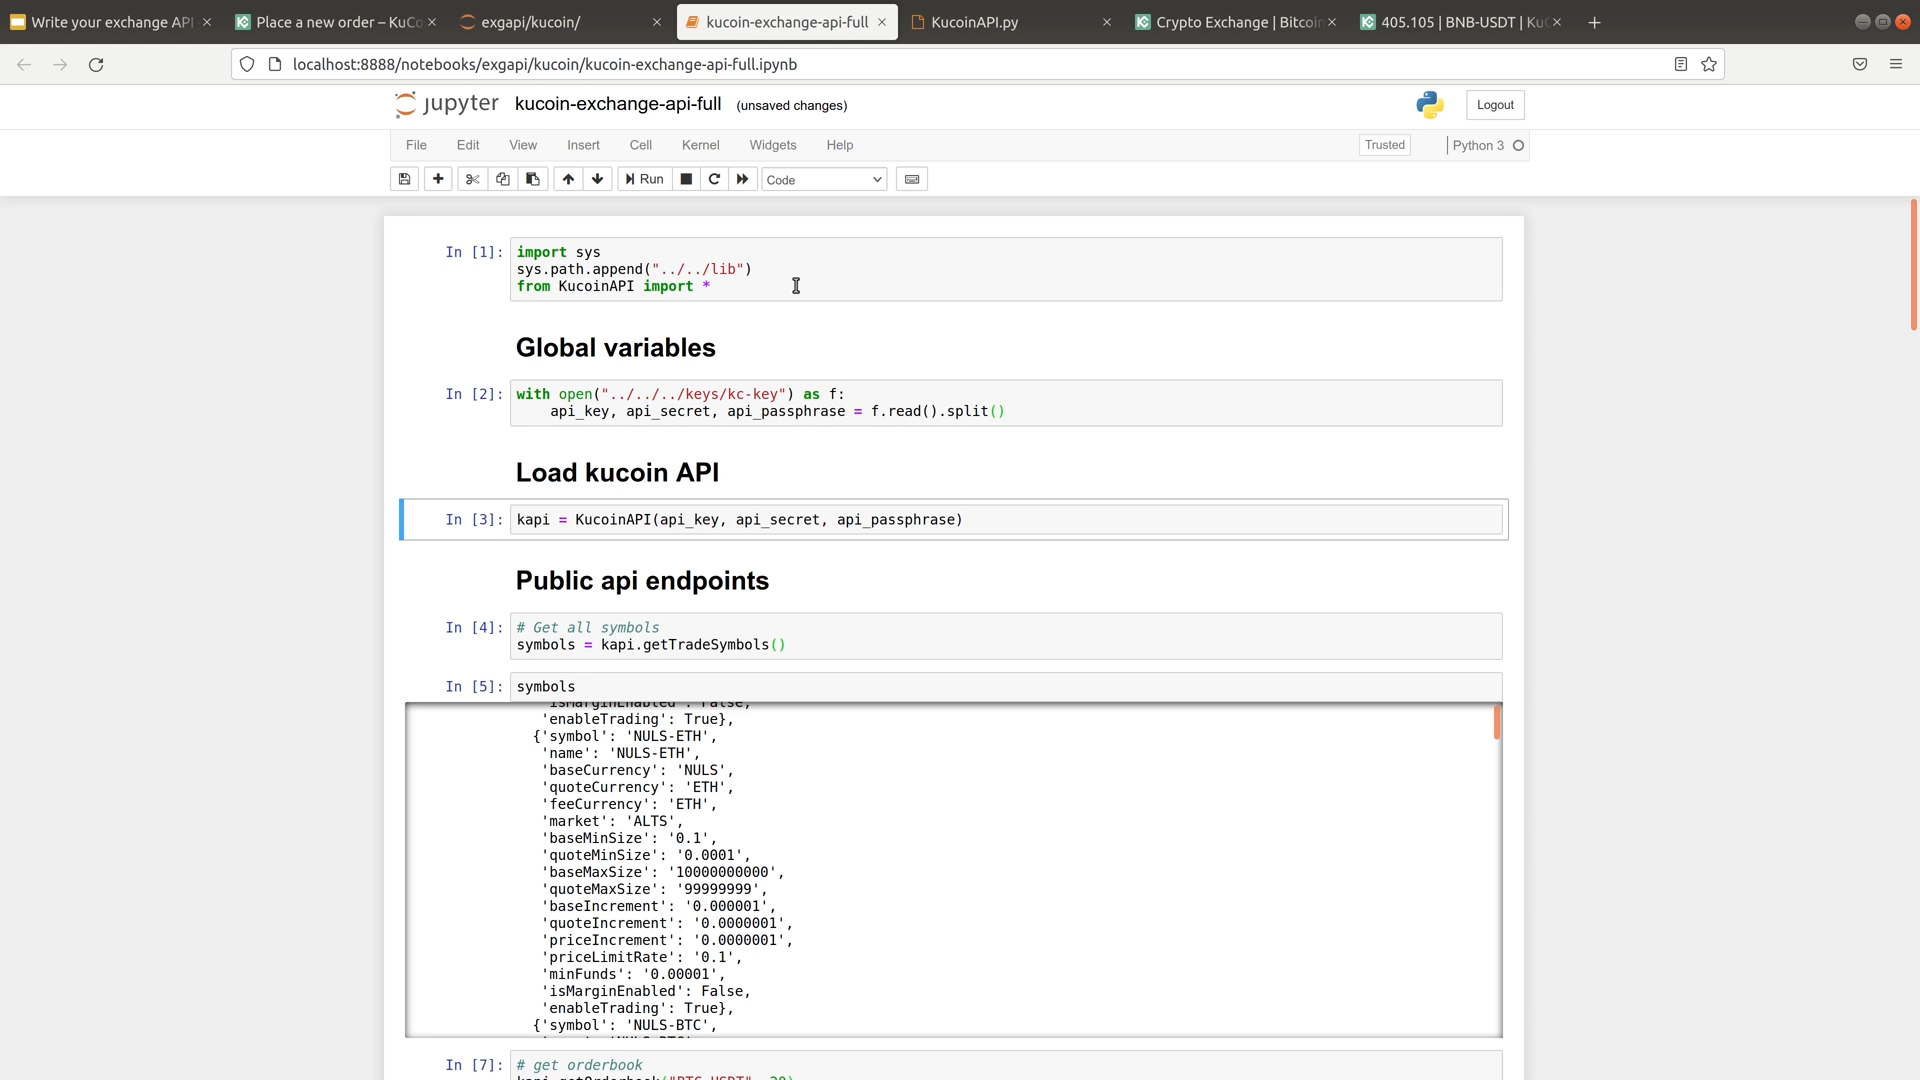 Write your exchange API
Place a new order – KuCo
exgapi/kucoin/
kucoin-exchange-api-full
KucoinAPI.py
Crypto Exchange | Bitcoin
405.105 | BNB-USDT | Ku
localhost:8888/notebooks/exgapi/kucoin/kucoin-exchange-api-full.ipynb
jupyter kucoin-exchange-api-full (unsaved changes)
Logout
File Edit View Insert Cell Kernel Widgets Help
Trusted
Python 3
Run
Code
In [1]: import sys
sys.path.append("../../lib")
from KucoinAPI import *
Global variables
In [2]: with open("../../../keys/kc-key") as f:
api_key, api_secret, api_passphrase = f.read().split()
Load kucoin API
In [3]: kapi = KucoinAPI(api_key, api_secret, api_passphrase)
Public api endpoints
In [4]: # Get all symbols
symbols = kapi.getTradeSymbols()
In [5]: symbols
'isMarginEnabled': False,
'enableTrading': True},
{'symbol': 'NULS-ETH',
'name': 'NULS-ETH',
'baseCurrency': 'NULS',
'quoteCurrency': 'ETH',
'feeCurrency': 'ETH',
'market': 'ALTS',
'baseMinSize': '0.1',
'quoteMinSize': '0.0001',
'baseMaxSize': '10000000000',
'quoteMaxSize': '99999999',
'baseIncrement': '0.000001',
'quoteIncrement': '0.0000001',
'priceIncrement': '0.0000001',
'priceLimitRate': '0.1',
'minFunds': '0.00001',
'isMarginEnabled': False,
'enableTrading': True},
{'symbol': 'NULS-BTC',
In [7]: # get orderbook
kapi.getOrderbook("BTC-USDT", 20)